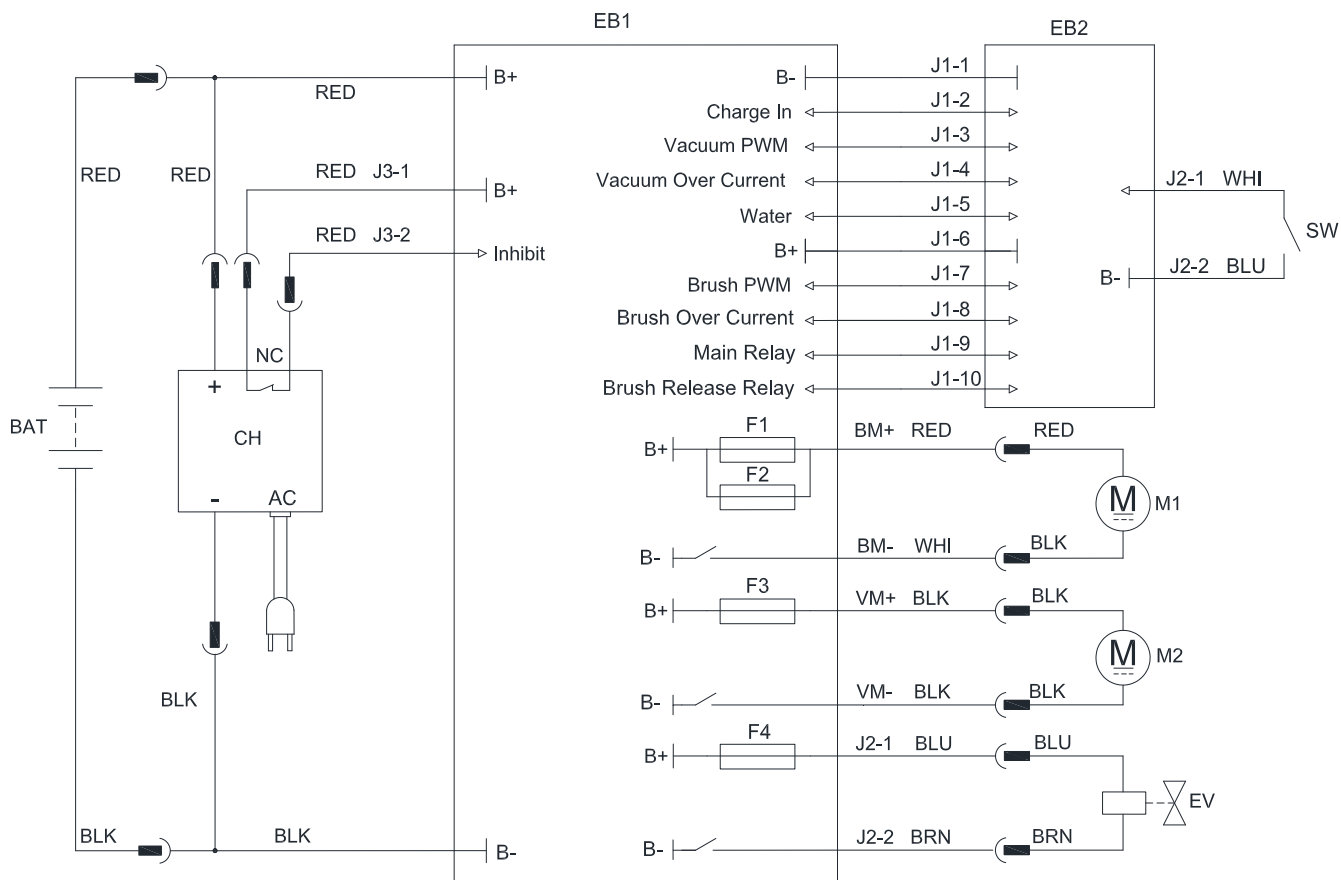 EB1
EB2
B+
RED
B- J1-1
Charge In J1-2
Vacuum PWM J1-3
RED RED
RED J3-1
B+
Vacuum Over Current J1-4
J2-1 WHI
Water J1-5
SW
RED J3-2
Inhibit
B+ J1-6
J2-2 BLU
B-
Brush PWM J1-7
Brush Over Current J1-8
NC
Main Relay J1-9
+
Brush Release Relay J1-10
BAT
CH
F1
BM+ RED RED
B+
F2
- AC
M M1
BM- WHI BLK
B-
F3
VM+ BLK BLK
B+
M M2
BLK
VM- BLK BLK
B-
F4
J2-1 BLU BLU
B+
EV
BLK BLK
B-
J2-2 BRN BRN
B-